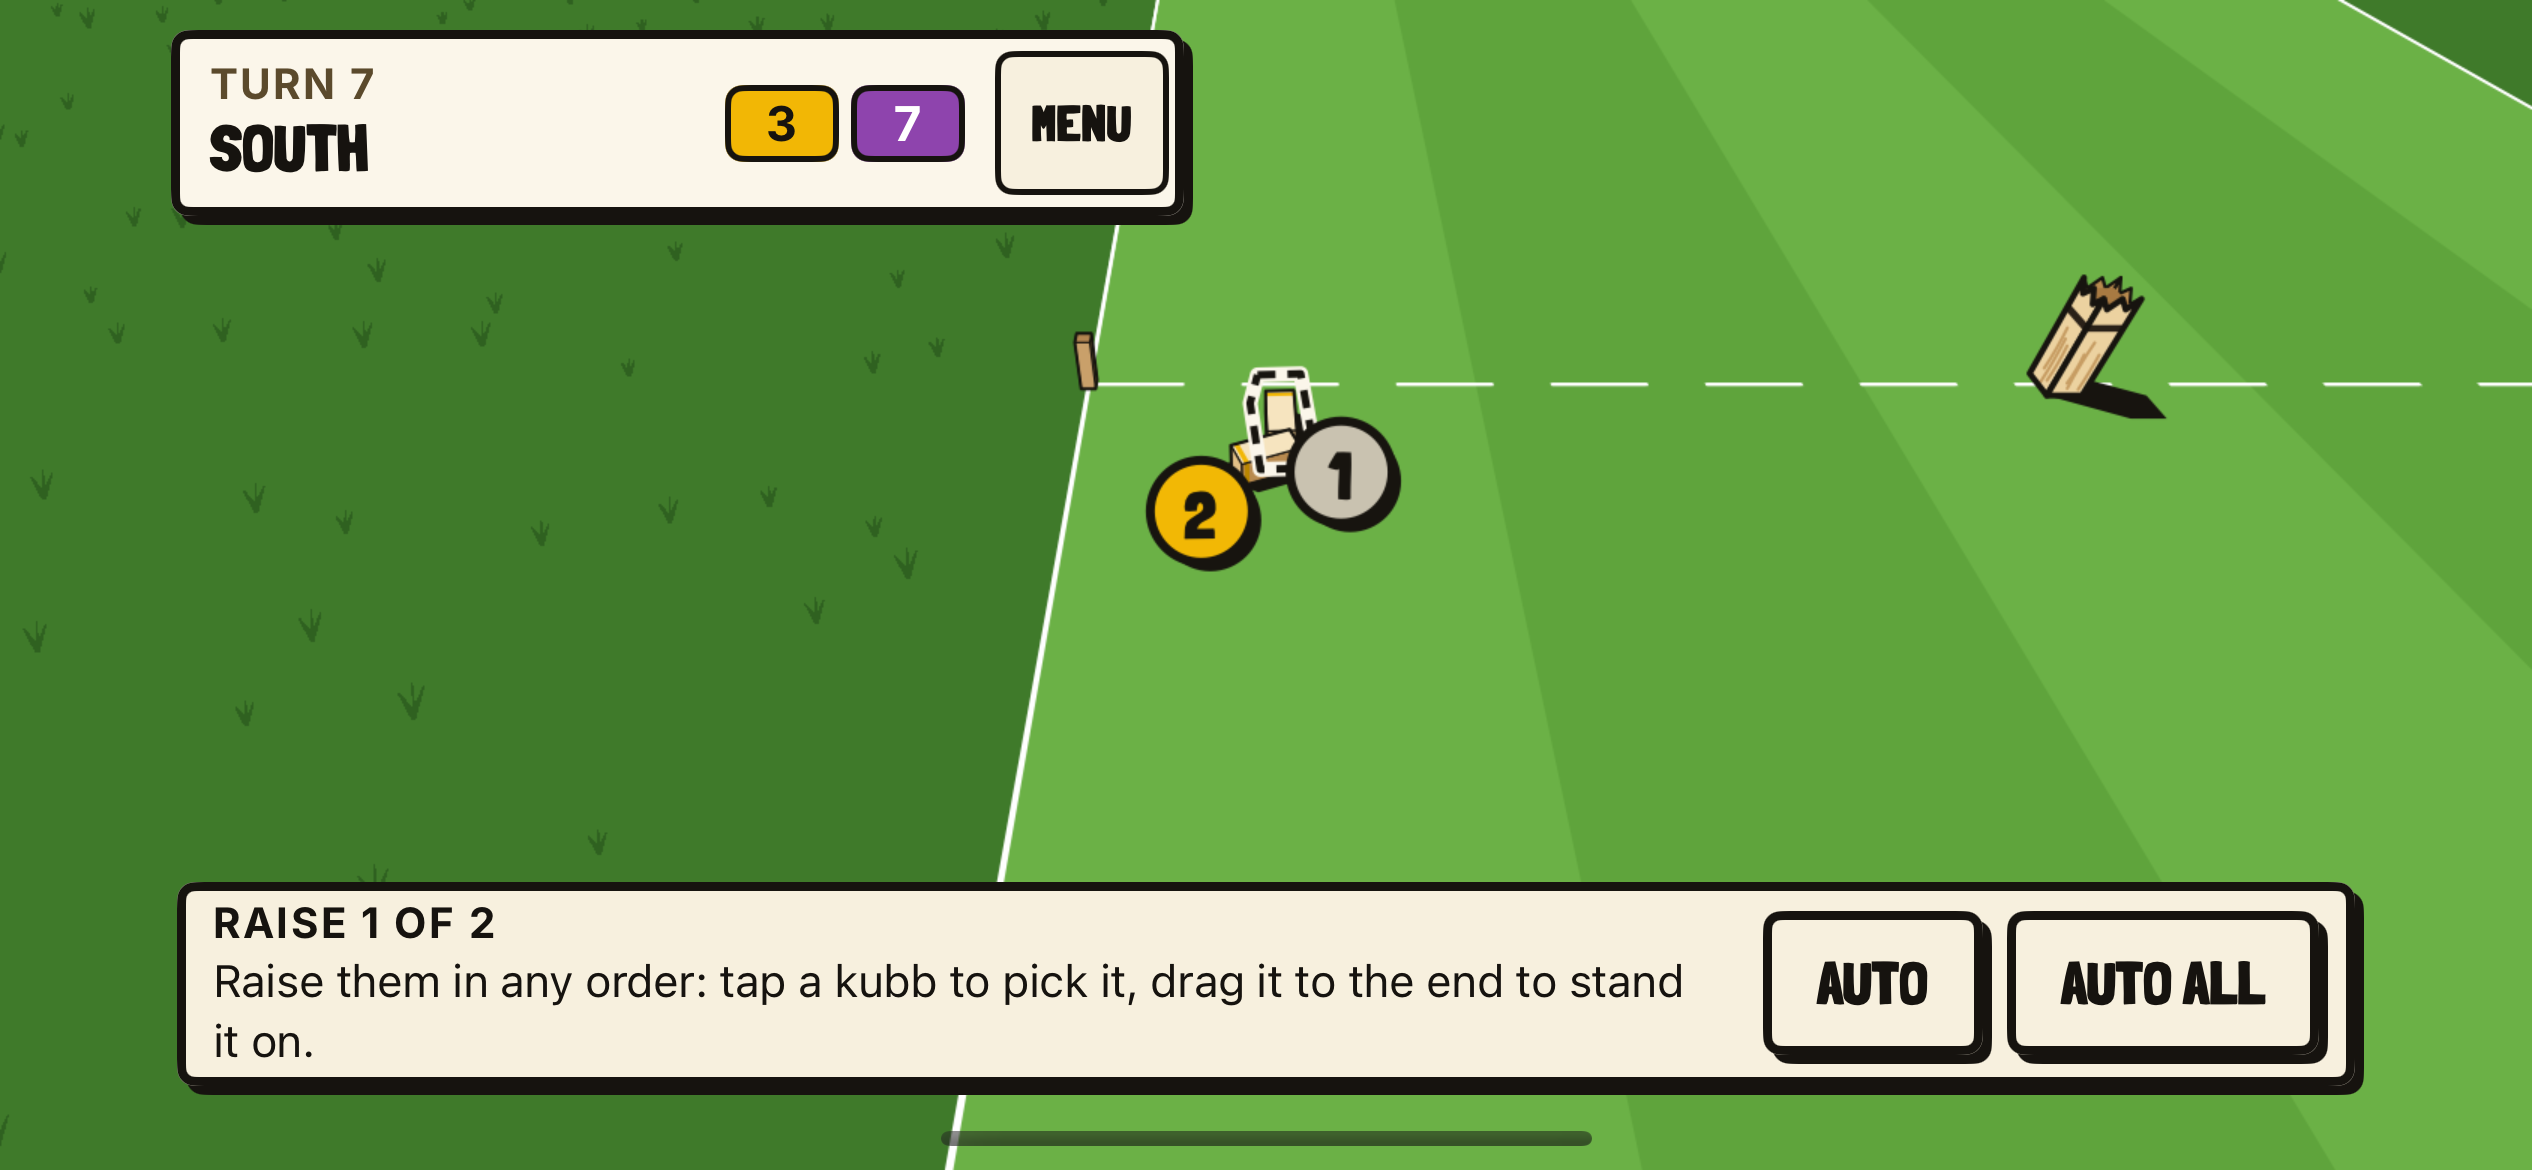 TURN 7
SOUTH
3 7
MENU
2
1
RAISE 1 OF 2
Raise them in any order: tap a kubb to pick it, drag it to the end to stand
it on.
AUTO
AUTO ALL